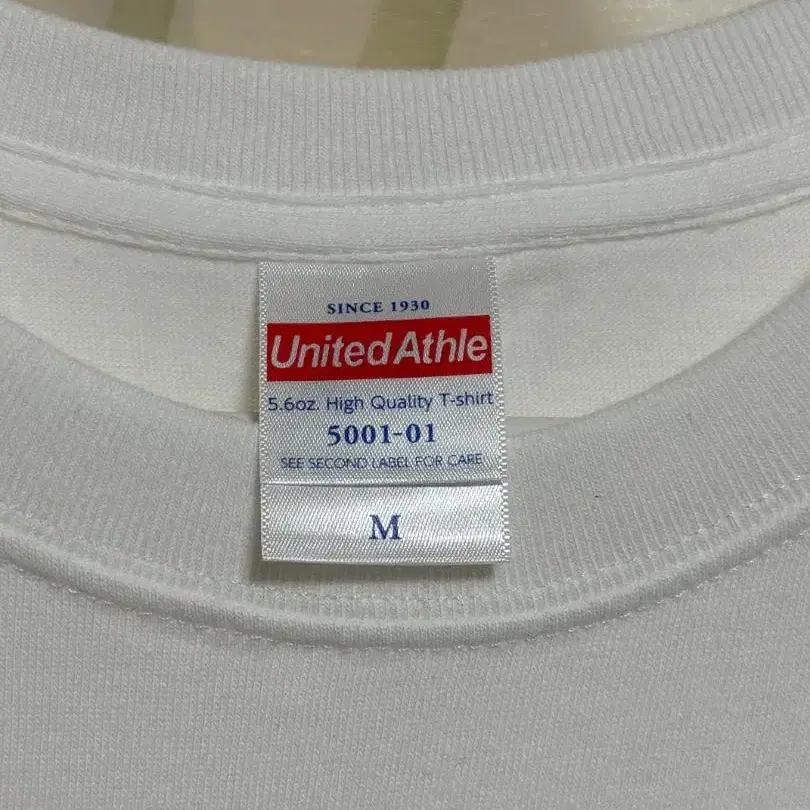 SINCE 1930
UnitedAthle
5.6oz. High Quality T-shirt
5001-01
SEE SECOND LABEL FOR CARE
M